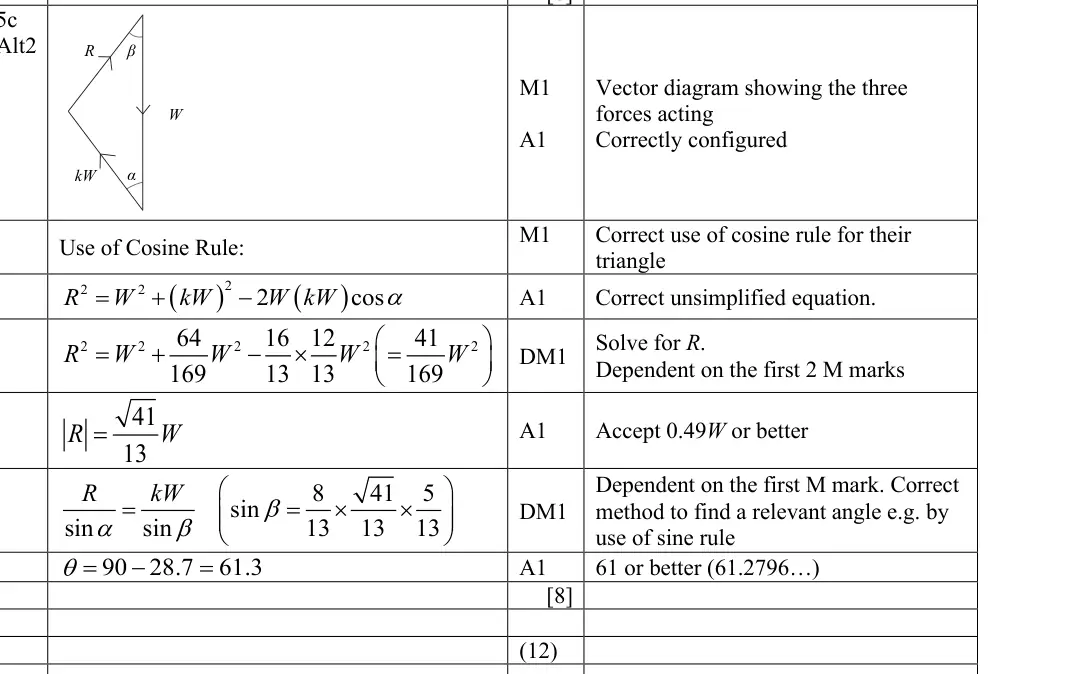 5c
Alt2
R
β
W
kW
α
M1
Vector diagram showing the three
forces acting
A1
Correctly configured
Use of Cosine Rule:
M1
Correct use of cosine rule for their
triangle
R² = W² + (kW)² − 2W(kW)cos α
A1
Correct unsimplified equation.
R² = W² + 64/169 W² − 16/13 × 12/13 W² (= 41/169 W²)
DM1
Solve for R.
Dependent on the first 2 M marks
|R| = √41/13 W
A1
Accept 0.49W or better
R/sin α = kW/sin β (sin β = 8/13 × √41/13 × 5/13)
DM1
Dependent on the first M mark. Correct
method to find a relevant angle e.g. by
use of sine rule
θ = 90 − 28.7 = 61.3
A1
61 or better (61.2796…)
[8]
(12)